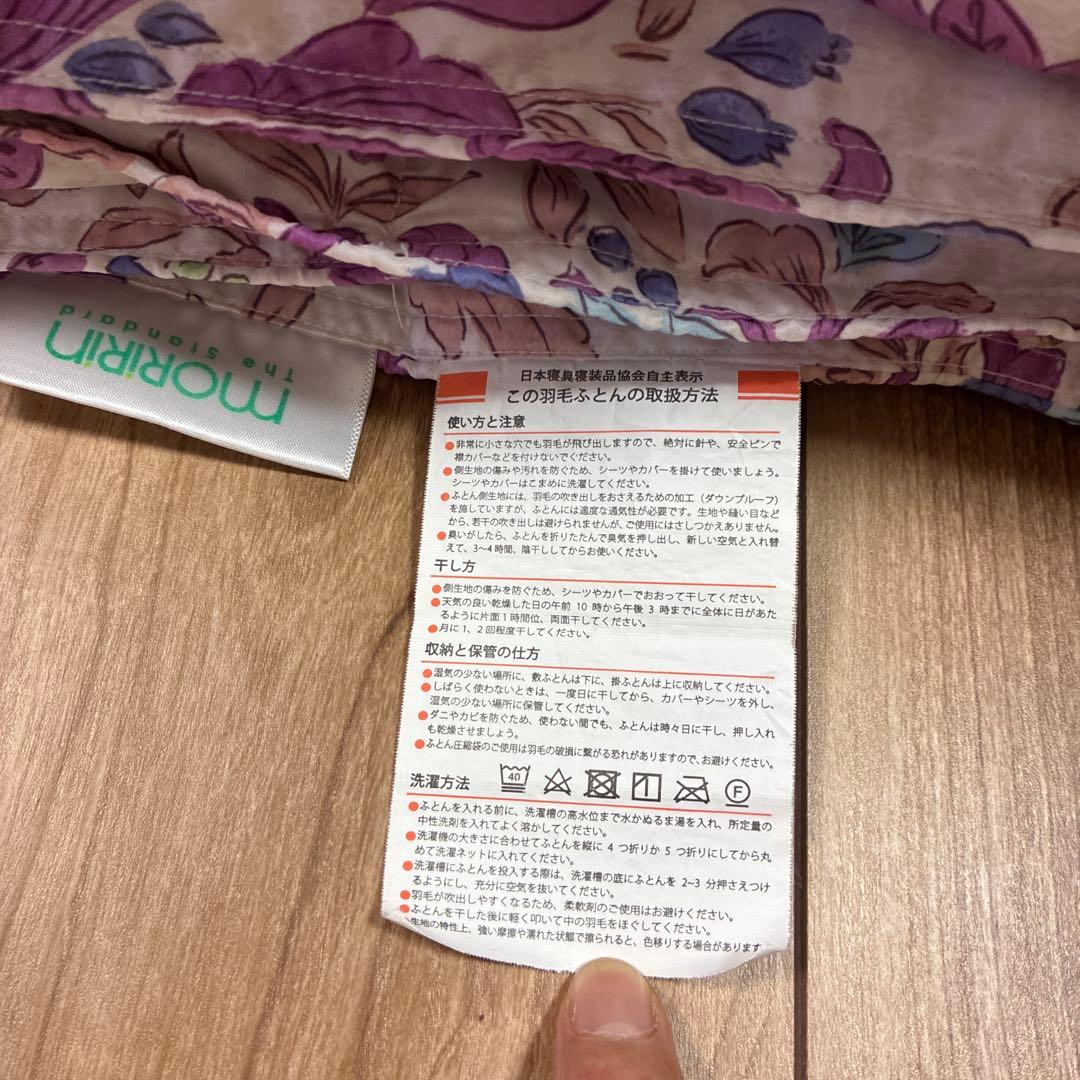 moririn
The standard
日本寝具寝装品協会自主表示
この羽毛ふとんの取扱方法
使い方と注意
●非常に小さな穴でも羽毛が飛び出しますので、絶対に針や、安全ピンで
襟カバーなどを付けないでください。
●側生地の傷みや汚れを防ぐため、シーツやカバーを掛けて使いましょう。
シーツやカバーはこまめに洗濯してください。
●ふとん側生地には、羽毛の吹き出しをおさえるための加工（ダウンプルーフ）
を施していますが、ふとんには適度な通気性が必要です。生地や縫い目など
から、若干の吹き出しは避けられませんが、ご使用にはさしつかえありません。
●臭いがしたら、ふとんを折りたたんで臭気を押し出し、新しい空気と入れ替
えて、3〜4時間、陰干ししてからお使いください。
干し方
●側生地の傷みを防ぐため、シーツやカバーでおおって干してください。
●天気の良い乾燥した日の午前 10 時から午後 3 時までに全体に日があた
るように片面1時間位、両面干してください。
●月に1、2回程度干してください。
収納と保管の仕方
●湿気の少ない場所に、敷ふとんは下に、掛ふとんは上に収納してください。
●しばらく使わないときは、一度日に干してから、カバーやシーツを外し、
湿気の少ない場所に保管してください。
●ダニやカビを防ぐため、使わない間でも、ふとんは時々日に干し、押し入れ
も乾燥させましょう。
●ふとん圧縮袋のご使用は羽毛の破損に繋がる恐れがありますので、お避けください。
洗濯方法 40 F
●ふとんを入れる前に、洗濯槽の高水位まで水かぬるま湯を入れ、所定量の
中性洗剤を入れてよく溶かしてください。
●洗濯機の大きさに合わせてふとんを縦に 4 つ折りか 5 つ折りにしてから丸
めて洗濯ネットに入れてください。
●洗濯槽にふとんを投入する際は、洗濯槽の底にふとんを 2~3 分押さえつけ
るようにし、充分に空気を抜いてください。
●羽毛が吹出しやすくなるため、柔軟剤のご使用はお避けください。
●ふとんを干した後に軽く叩いて中の羽毛をほぐしてください。
生地の特性上、強い摩擦や濡れた状態で擦られると、色移りする場合があります